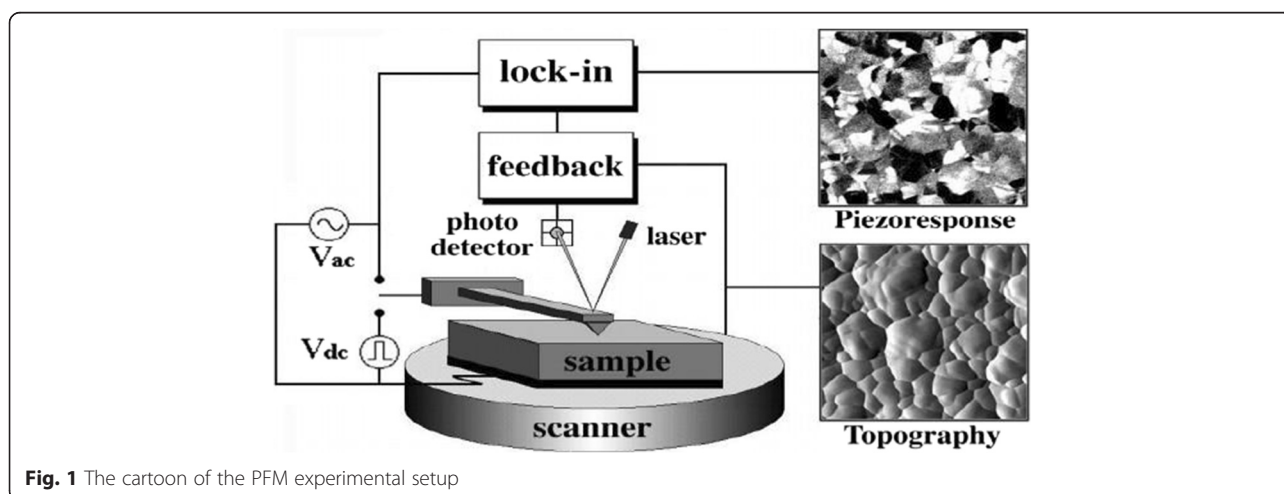 lock-in
feedback
photo
detector
laser
Vac
Vdc
sample
scanner
Piezoresponse
Topography
Fig. 1 The cartoon of the PFM experimental setup